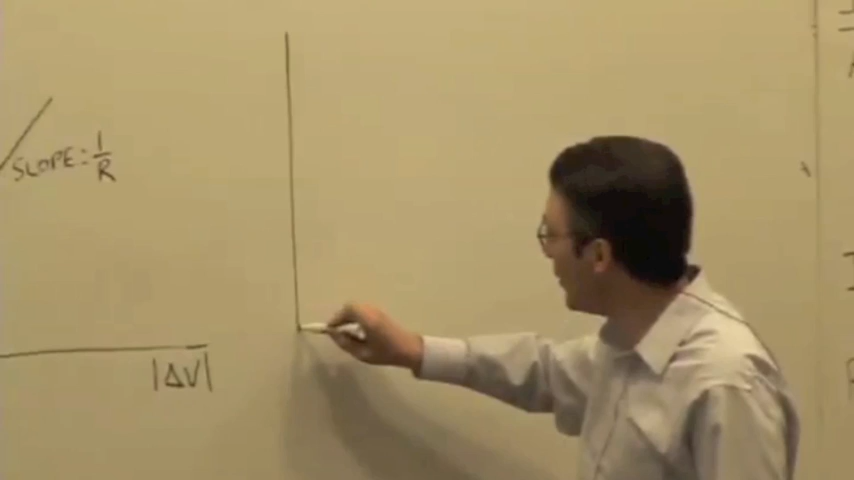 SLOPE = 1/R
|ΔV|